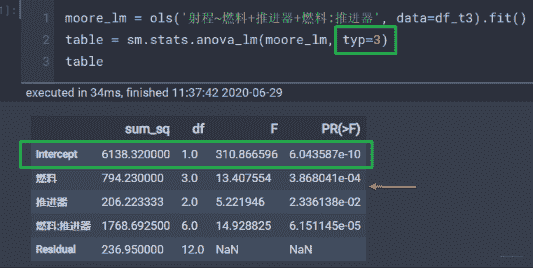 ]:
1 moore_lm = ols('射程~燃料+推进器+燃料:推进器', data=df_t3).fit()
2 table = sm.stats.anova_lm(moore_lm, typ=3)
3 table
executed in 34ms, finished 11:37:42 2020-06-29
sum_sq df F PR(>F)
Intercept 6138.320000 1.0 310.866596 6.043587e-10
燃料 794.230000 3.0 13.407554 3.868041e-04
推进器 206.223333 2.0 5.221946 2.336138e-02
燃料:推进器 1768.692500 6.0 14.928825 6.151145e-05
Residual 236.950000 12.0 NaN NaN